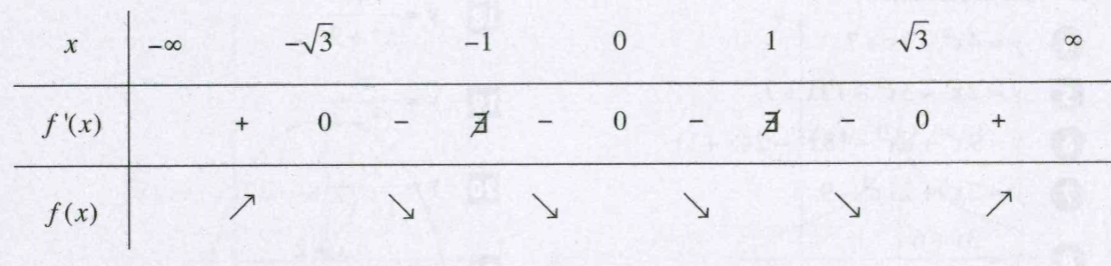 x −∞ −√3 −1 0 1 √3 ∞
f'(x) + 0 − ∄ − 0 − ∄ − 0 +
f(x) ↗ ↘ ↘ ↘ ↘ ↗